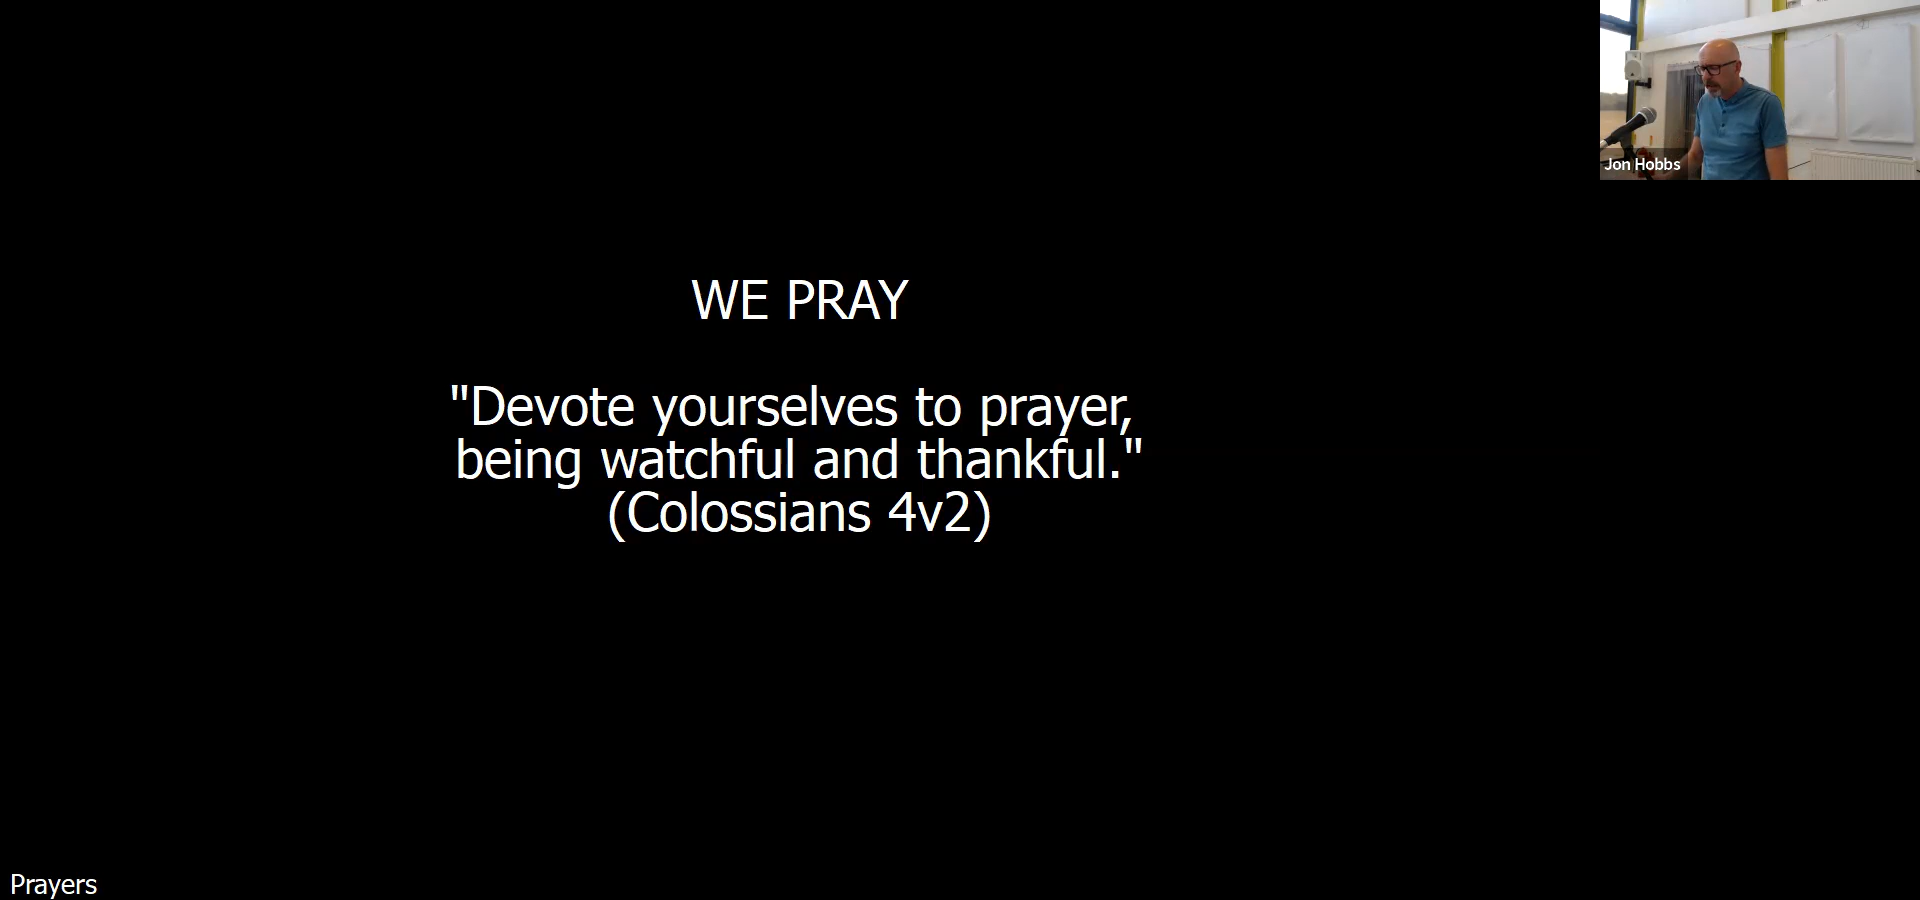 WE PRAY
"Devote yourselves to prayer,
being watchful and thankful."
(Colossians 4v2)
Jon Hobbs
Prayers